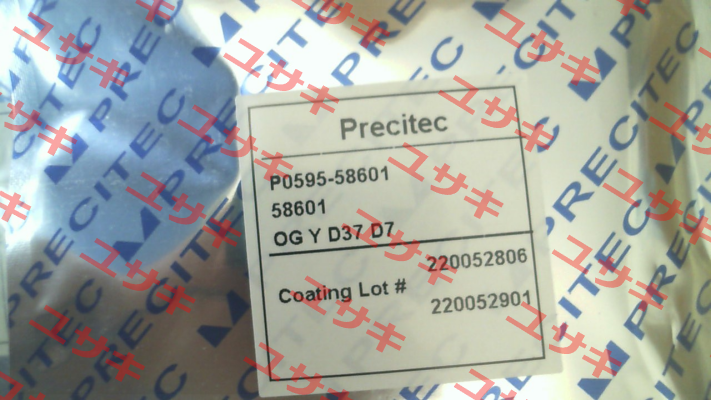 Precitec
P0595-58601
58601
OG Y D37 D7
220052806
Coating Lot #
220052901
PRECITEC
ユサキ